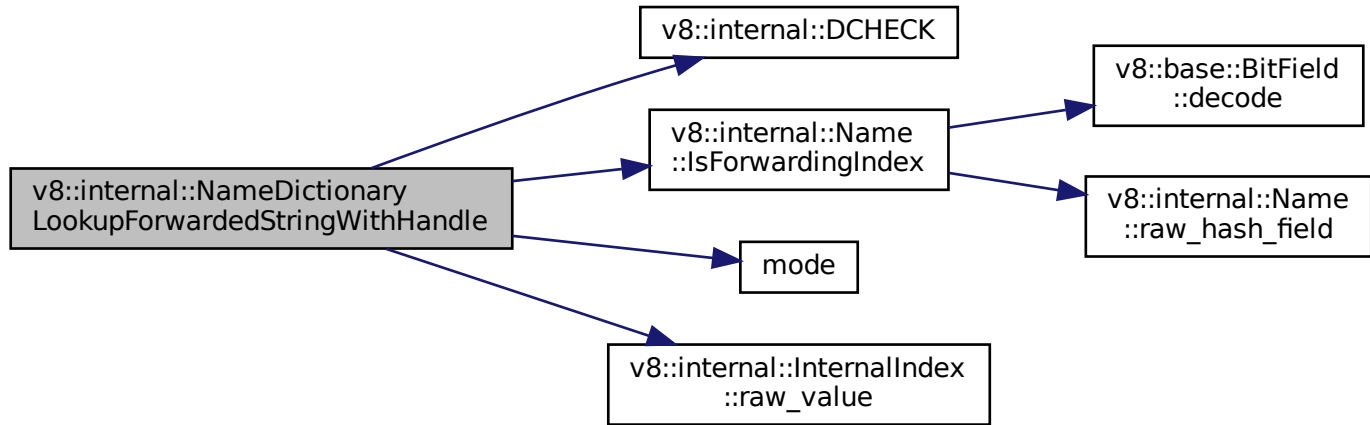 v8::internal::NameDictionary
LookupForwardedStringWithHandle
v8::internal::DCHECK
v8::internal::Name
::IsForwardingIndex
mode
v8::internal::InternalIndex
::raw_value
v8::base::BitField
::decode
v8::internal::Name
::raw_hash_field